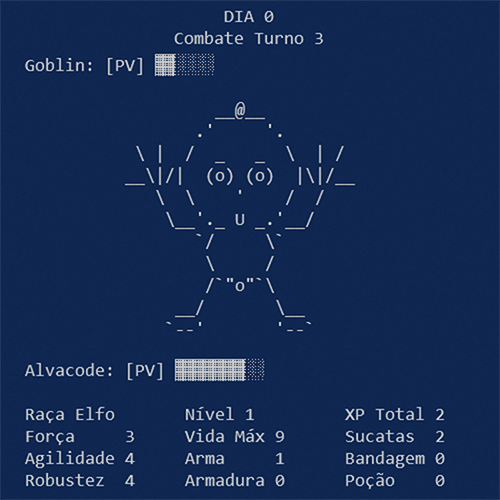 DIA 0
Combate Turno 3
Goblin: [PV]
Alvacode: [PV]
Raça Elfo Nível 1 XP Total 2
Força 3 Vida Máx 9 Sucatas 2
Agilidade 4 Arma 1 Bandagem 0
Robustez 4 Armadura 0 Poção 0